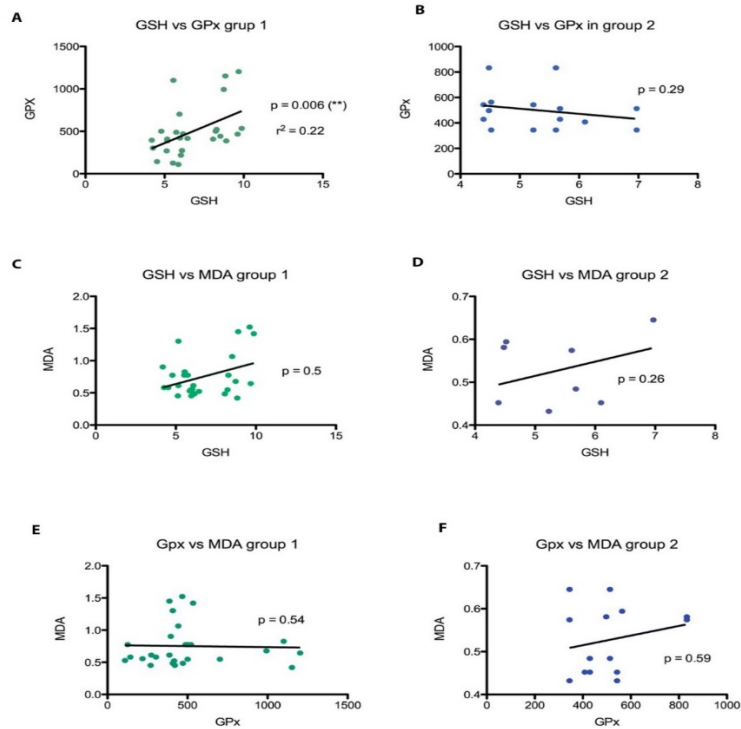 A
GSH vs GPx grup 1
GPX
1500
1000
500
0
0
5
10
15
GSH
p = 0.006 (**)
r² = 0.22
B
GSH vs GPx in group 2
GPx
1000
800
600
400
200
0
4
5
6
7
8
GSH
p = 0.29
C
GSH vs MDA group 1
MDA
2.0
1.5
1.0
0.5
0.0
0
5
10
15
GSH
p = 0.5
D
GSH vs MDA group 2
MDA
0.7
0.6
0.5
0.4
4
5
6
7
8
GSH
p = 0.26
E
Gpx vs MDA group 1
MDA
2.0
1.5
1.0
0.5
0.0
0
500
1000
1500
GPx
p = 0.54
F
Gpx vs MDA group 2
MDA
0.7
0.6
0.5
0.4
0
200
400
600
800
1000
GPx
p = 0.59